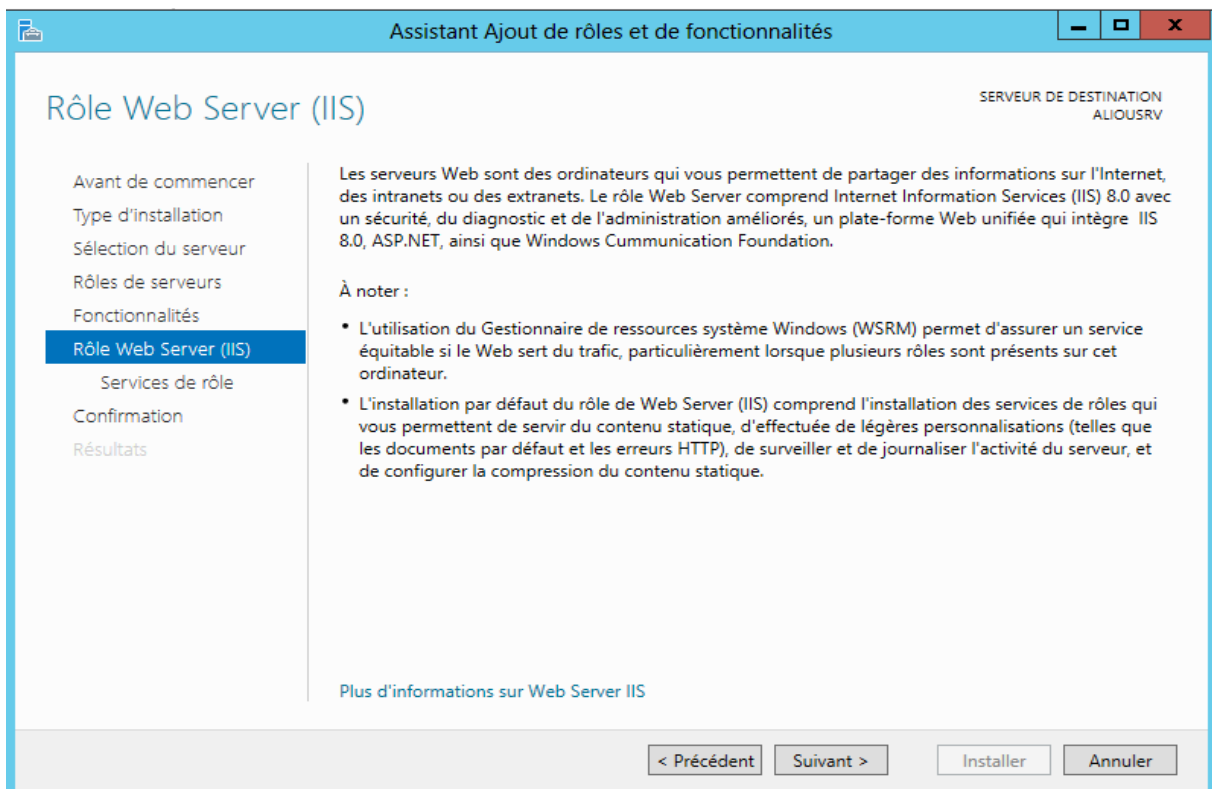 Assistant Ajout de rôles et de fonctionnalités
Rôle Web Server (IIS)
SERVEUR DE DESTINATION
ALIOUSRV
Avant de commencer
Type d'installation
Sélection du serveur
Rôles de serveurs
Fonctionnalités
Rôle Web Server (IIS)
Services de rôle
Confirmation
Résultats
Les serveurs Web sont des ordinateurs qui vous permettent de partager des informations sur l'Internet,
des intranets ou des extranets. Le rôle Web Server comprend Internet Information Services (IIS) 8.0 avec
un sécurité, du diagnostic et de l'administration améliorés, un plate-forme Web unifiée qui intègre IIS
8.0, ASP.NET, ainsi que Windows Cummunication Foundation.
À noter :
• L'utilisation du Gestionnaire de ressources système Windows (WSRM) permet d'assurer un service
équitable si le Web sert du trafic, particulièrement lorsque plusieurs rôles sont présents sur cet
ordinateur.
• L'installation par défaut du rôle de Web Server (IIS) comprend l'installation des services de rôles qui
vous permettent de servir du contenu statique, d'effectuée de légères personnalisations (telles que
les documents par défaut et les erreurs HTTP), de surveiller et de journaliser l'activité du serveur, et
de configurer la compression du contenu statique.
Plus d'informations sur Web Server IIS
< Précédent
Suivant >
Installer
Annuler